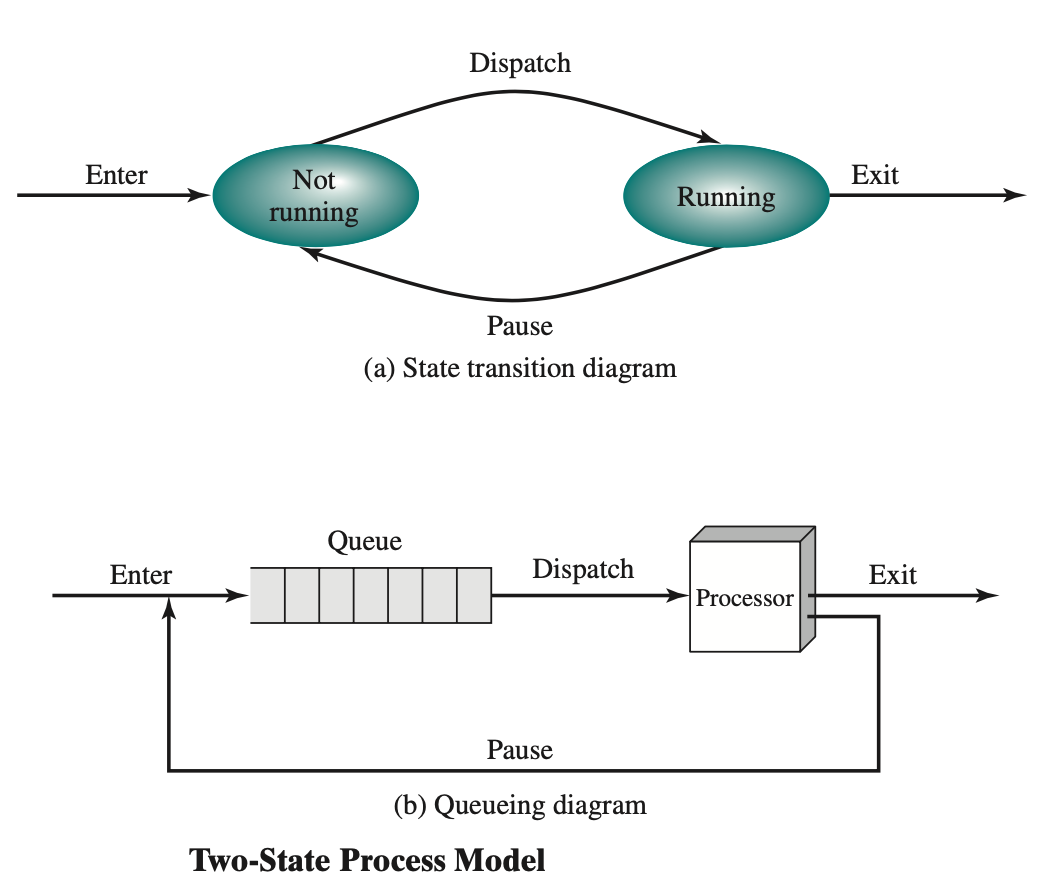 Dispatch
Enter
Not
running
Running
Exit
Pause
(a) State transition diagram
Queue
Enter
Dispatch
Processor
Exit
Pause
(b) Queueing diagram
Two-State Process Model